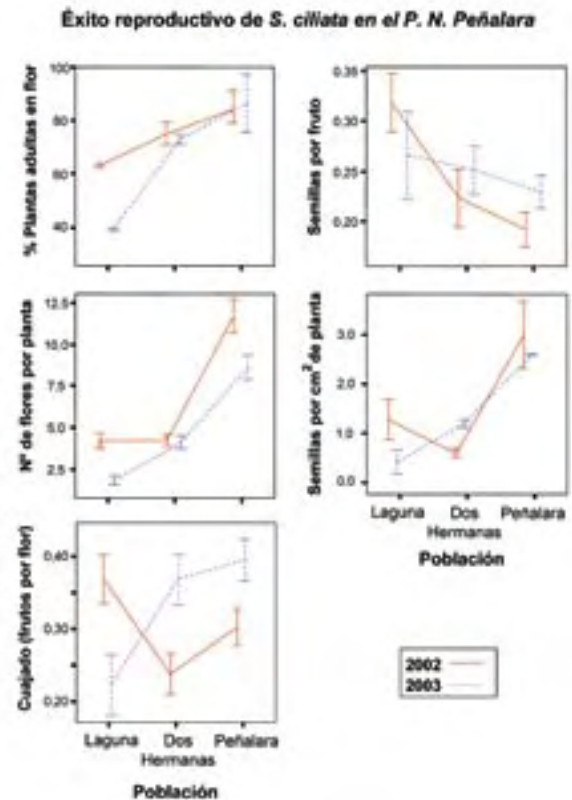 Éxito reproductivo de S. ciliata en el P. N. Peñalara
% Plantas adultas en flor
100
80
60
40
Semillas por fruto
0.35
0.30
0.25
0.20
Nº de flores por planta
12.5
10.0
7.5
5.0
2.5
Semillas por cm² de planta
3.0
2.0
1.0
0.0
Laguna Dos Hermanas Peñalara
Población
Cuajado (frutos por flor)
0,40
0,30
0,20
Laguna Dos Hermanas Peñalara
Población
2002
2003